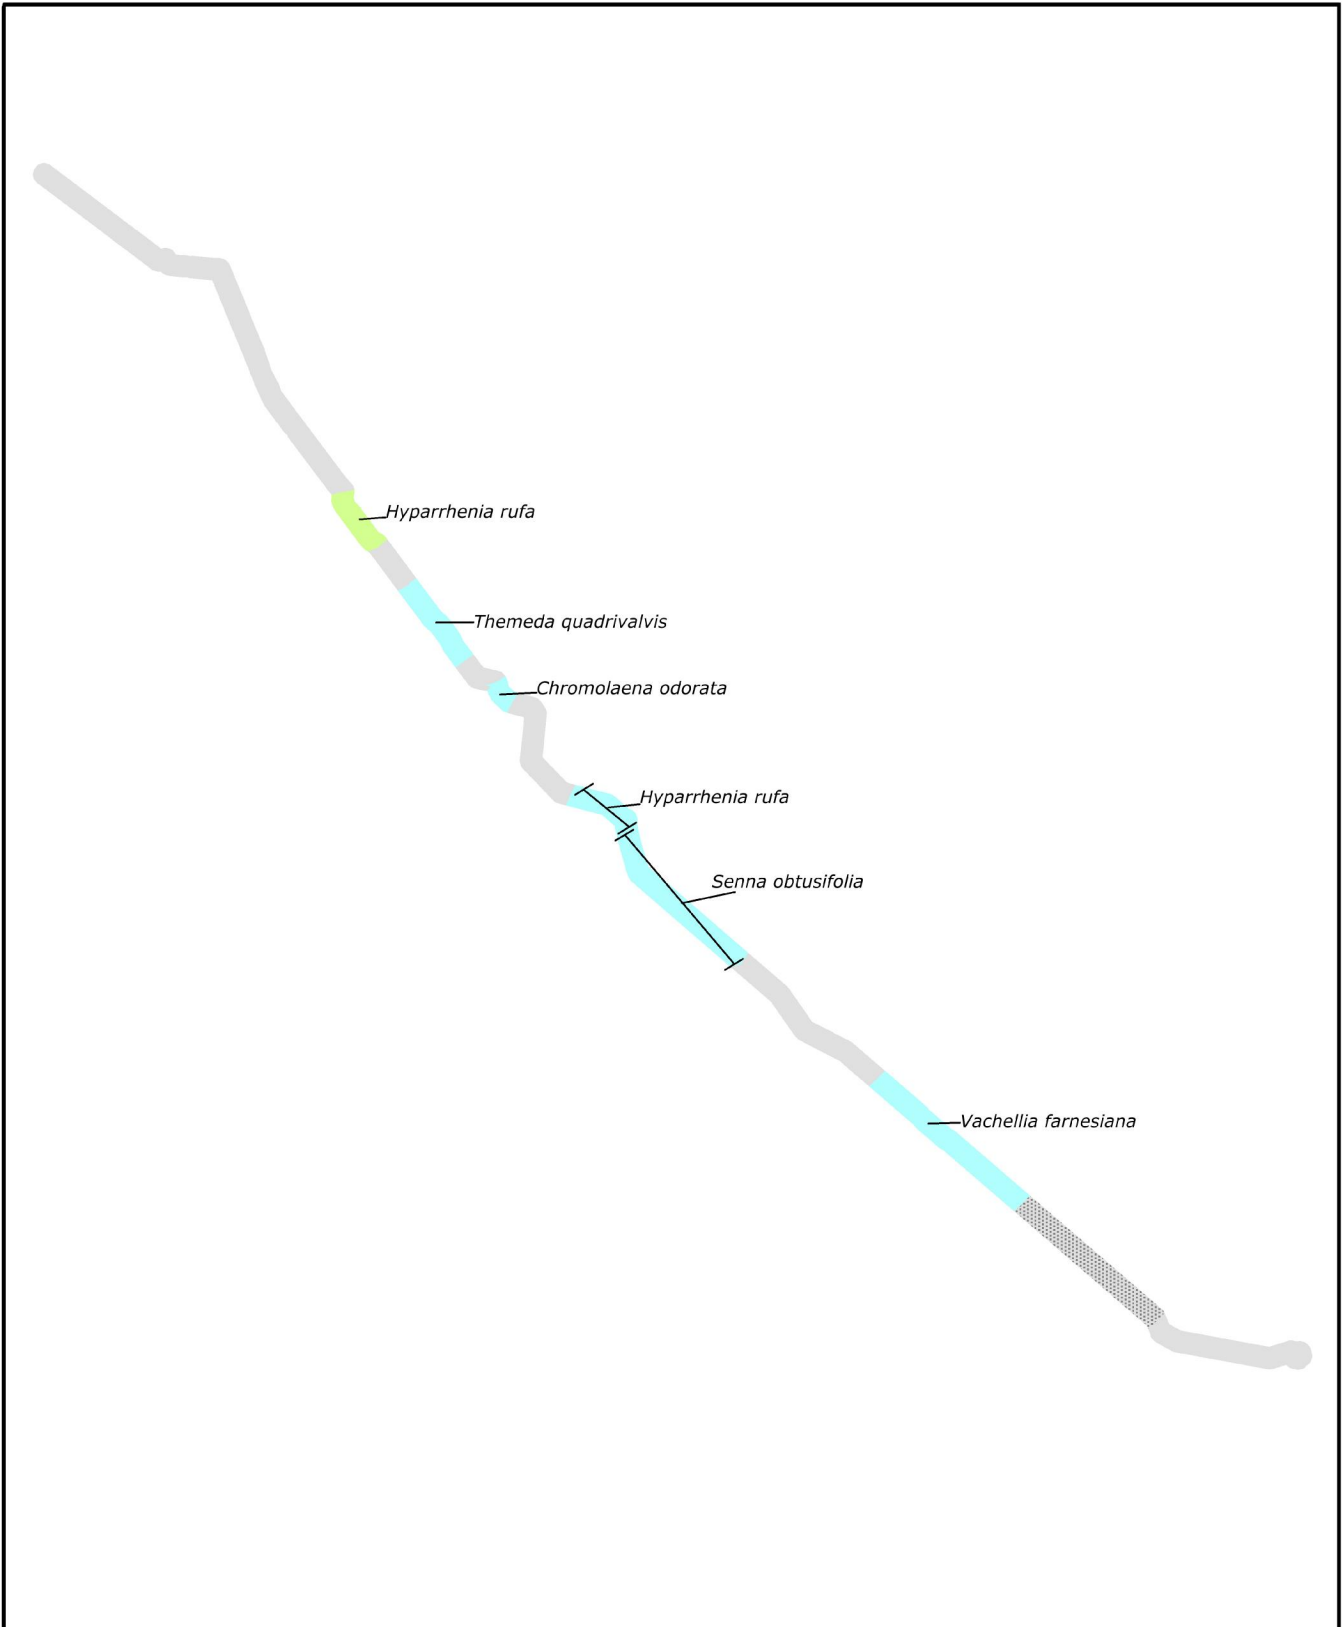 Hyparrhenia rufa
Themeda quadrivalvis
Chromolaena odorata
Hyparrhenia rufa
Senna obtusifolia
Vachellia farnesiana